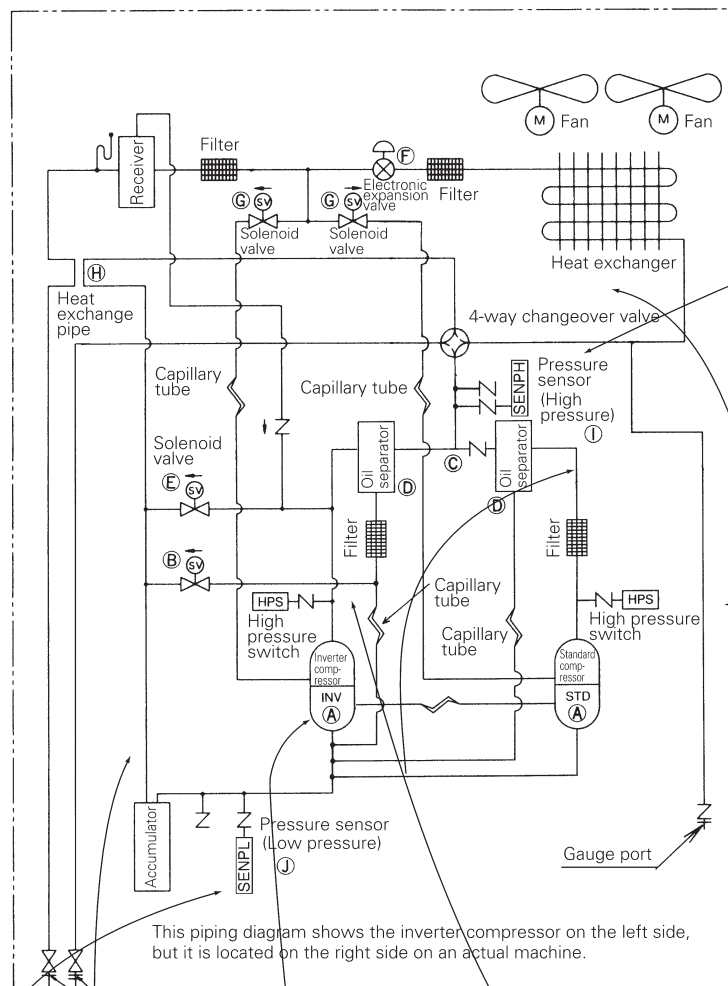 M
Fan
M
Fan
Filter
Receiver
F
G
SV
G
SV
Electronic
expansion
valve
Filter
Solenoid
valve
Solenoid
valve
Heat exchanger
H
Heat
exchange
pipe
4-way changeover valve
Capillary
tube
Capillary tube
SENPH
Pressure
sensor
(High
pressure)
I
Solenoid
valve
E
SV
Oil
separator
C
Oil
separator
D
D
Filter
Filter
B
SV
Capillary
tube
HPS
High
pressure
switch
Capillary
tube
HPS
High pressure
switch
Inverter
comp-
ressor
INV
A
Standard
comp-
ressor
STD
A
Accumulator
SENPL
Pressure sensor
(Low pressure)
J
Gauge port
This piping diagram shows the inverter compressor on the left side,
but it is located on the right side on an actual machine.